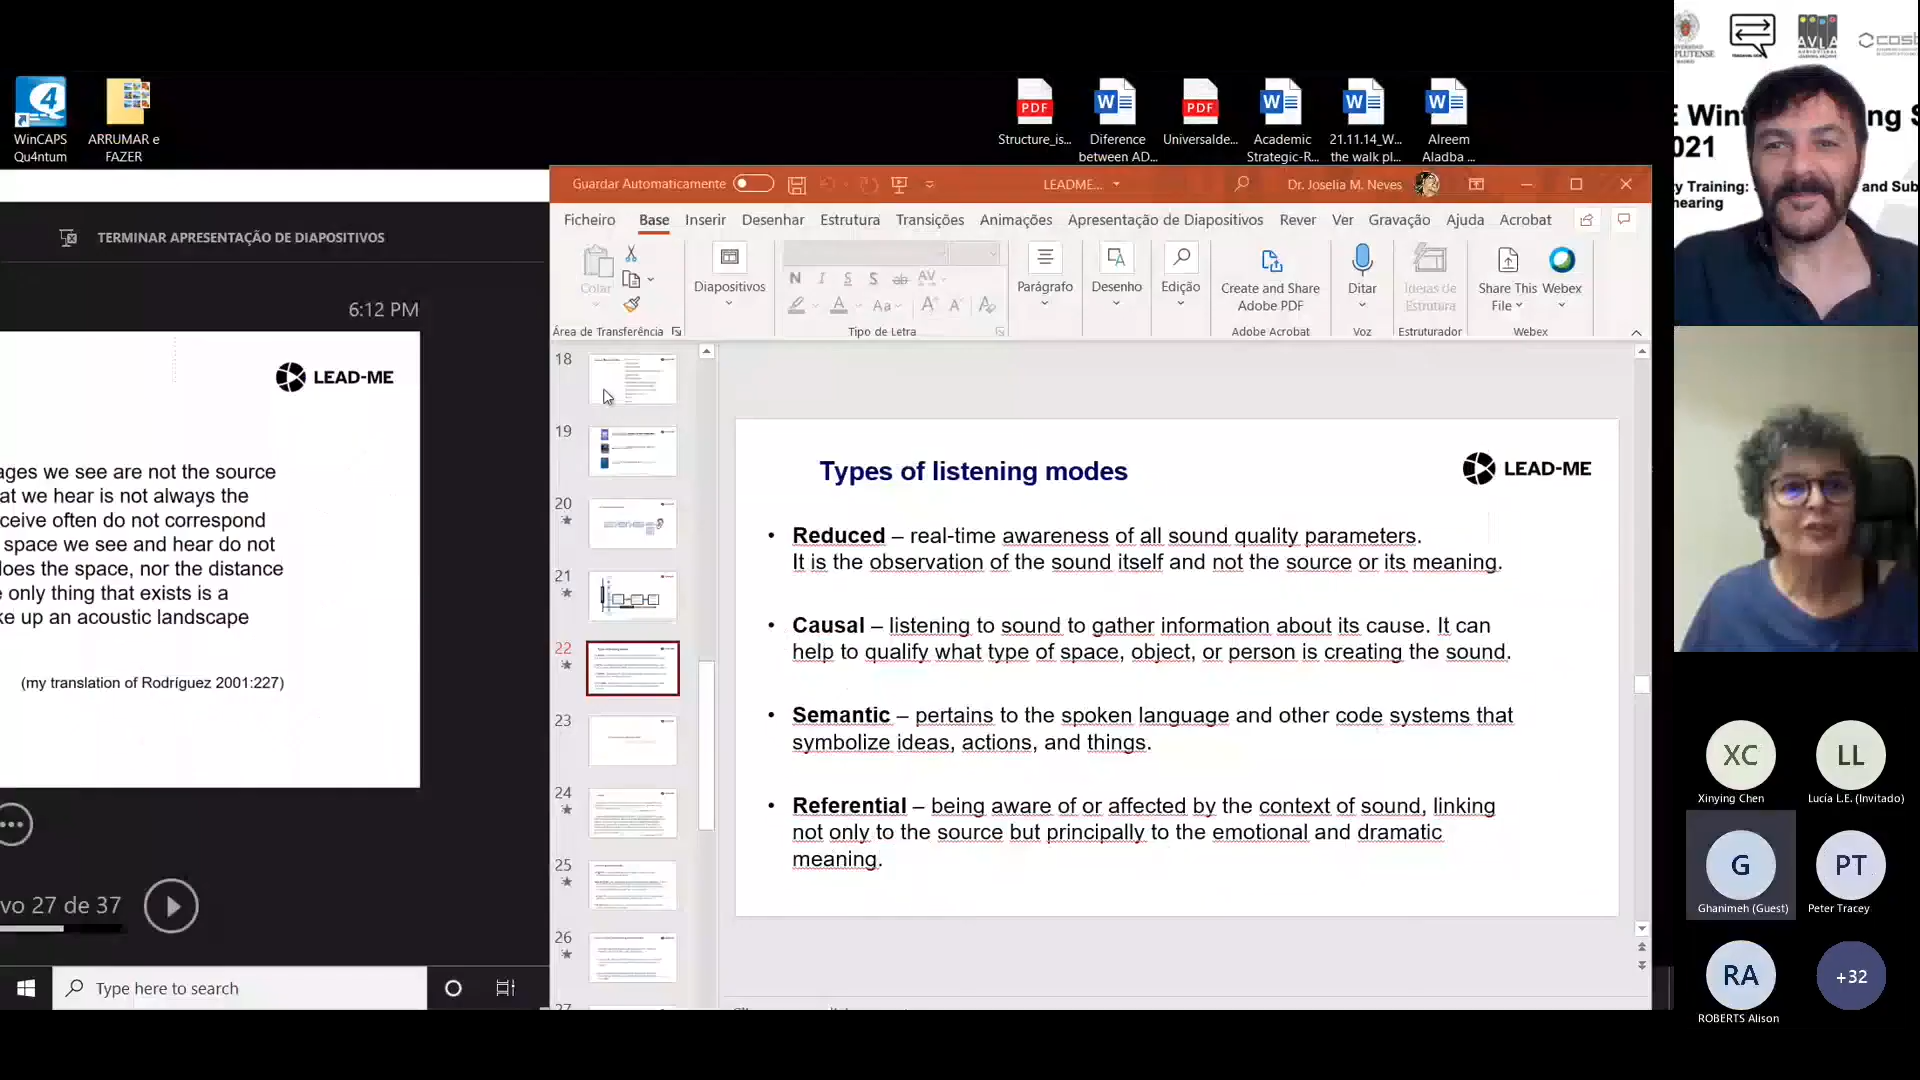 WinCAPS
Qu4ntum
ARRUMAR e
FAZER
Structure_is...
Diference
between AD...
Universalde...
Academic
Strategic-R...
21.11.14_W...
the walk pl...
Alreem
Aladba ...
TERMINAR APRESENTAÇÃO DE DIAPOSITIVOS
6:12 PM
LEAD-ME
ages we see are not the source
at we hear is not always the
ceive often do not correspond
space we see and hear do not
does the space, nor the distance
only thing that exists is a
ke up an acoustic landscape
(my translation of Rodríguez 2001:227)
vo 27 de 37
Type here to search
Guardar Automaticamente
LEADME...
Dr. Joselia M. Neves
Ficheiro Base Inserir Desenhar Estrutura Transições Animações Apresentação de Diapositivos Rever Ver Gravação Ajuda Acrobat
Colar
Diapositivos
Parágrafo
Desenho
Edição
Create and Share
Adobe PDF
Ditar
Ideias de
Estrutura
Share This
File
Webex
Área de Transferência
Tipo de Letra
Adobe Acrobat
Voz
Estruturador
Webex
18
19
20
21
22
23
24
25
26
27
Types of listening modes
LEAD-ME
• Reduced – real-time awareness of all sound quality parameters.
It is the observation of the sound itself and not the source or its meaning.
• Causal – listening to sound to gather information about its cause. It can
help to qualify what type of space, object, or person is creating the sound.
• Semantic – pertains to the spoken language and other code systems that
symbolize ideas, actions, and things.
• Referential – being aware of or affected by the context of sound, linking
not only to the source but principally to the emotional and dramatic
meaning.
AVLA
cost
E Win
ng S
021
y Training:
and Sub
hearing
XC
Xinying Chen
LL
Lucía L.E. (Invitado)
G
Ghanimeh (Guest)
PT
Peter Tracey
RA
ROBERTS Alison
+32